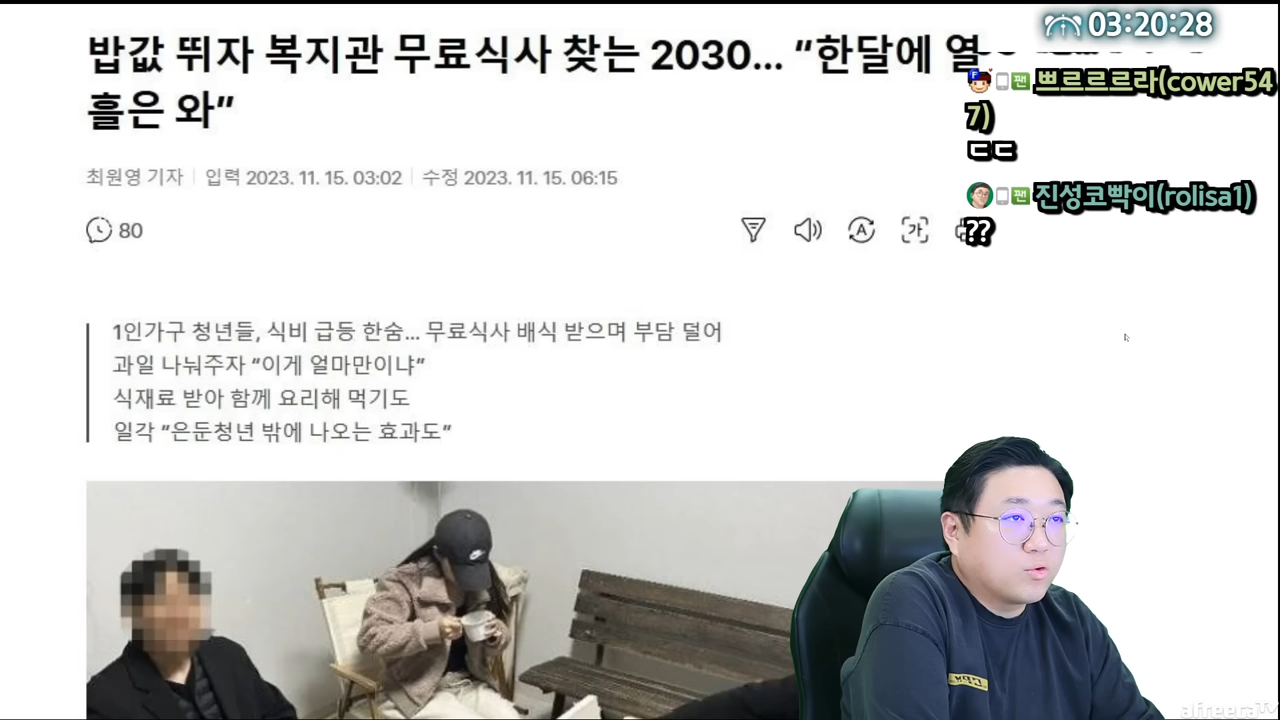 밥값 뛰자 복지관 무료식사 찾는 2030... “한달에 열
흘은 와”
최원영 기자 | 입력 2023. 11. 15. 03:02 | 수정 2023. 11. 15. 06:15
80
가
1인가구 청년들, 식비 급등 한숨... 무료식사 배식 받으며 부담 덜어
과일 나눠주자 “이게 얼마만이냐”
식재료 받아 함께 요리해 먹기도
일각 “은둔청년 밖에 나오는 효과도”
03:20:28
F 팬 쁘르르르라(cower54
7)
ㄷㄷ
팬 진성코빡이(rolisa1)
??
afreecaTV